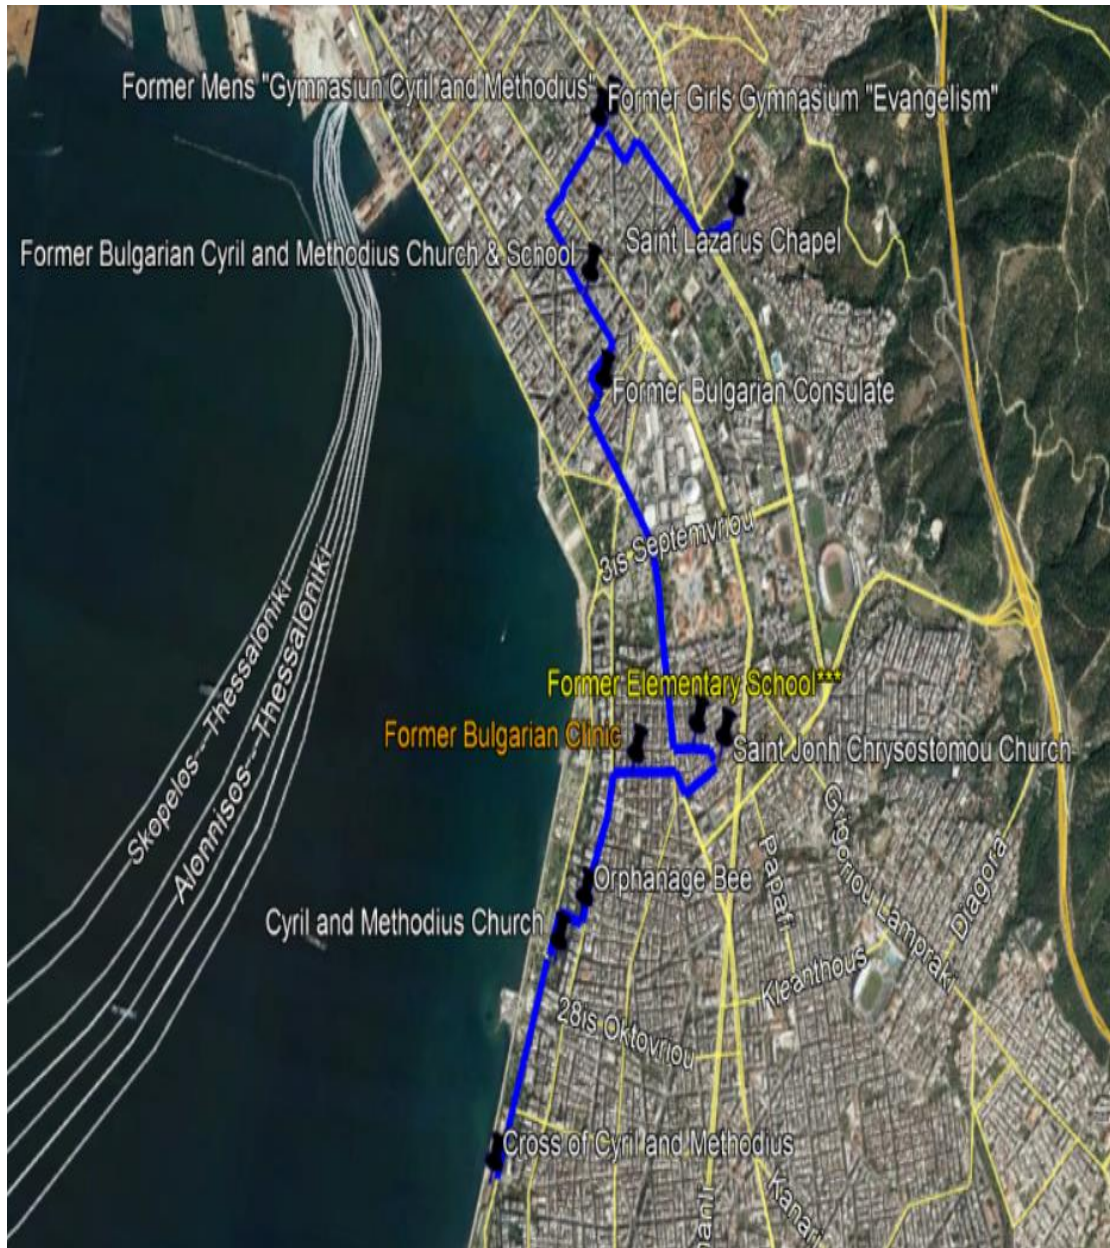 Former Mens "Gymnasiun Cyril and Methodius"
Former Girls Gymnasium "Evangelism"
Saint Lazarus Chapel
Former Bulgarian Cyril and Methodius Church & School
Former Bulgarian Consulate
3is Septemvriou
Skopelos---Thessaloniki
Alonnisos---Thessaloniki
Former Elementary School***
Former Bulgarian Clinic
Saint Jonh Chrysostomou Church
Grigoriou Lampraki
Papafi
Diagora
Orphanage Bee
Cyril and Methodius Church
Kleanthous
28is Oktovriou
Cross of Cyril and Methodius
Kanari